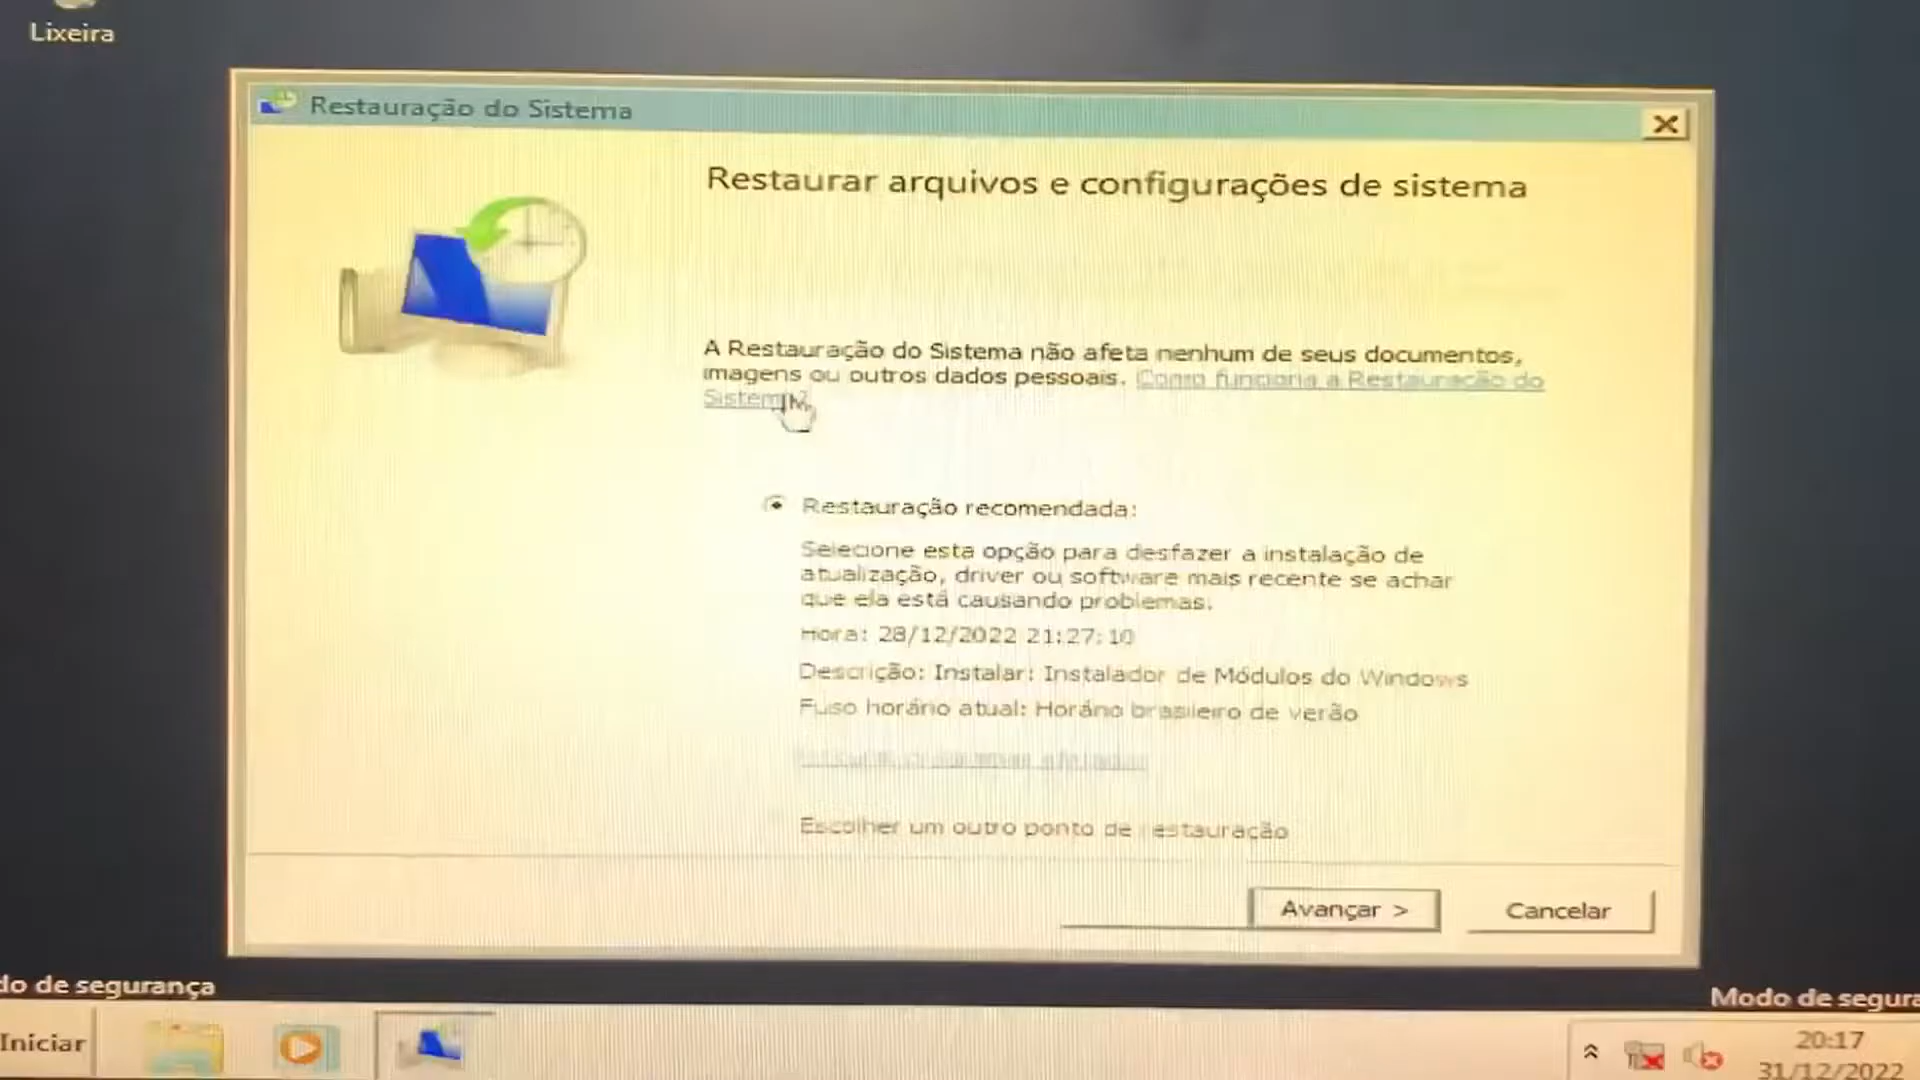 Lixeira
Restauração do Sistema
Restaurar arquivos e configurações de sistema
A Restauração do Sistema não afeta nenhum de seus documentos,
imagens ou outros dados pessoais. Como funciona a Restauração do
Sistema?
Restauração recomendada:
Selecione esta opção para desfazer a instalação de
atualização, driver ou software mais recente se achar
que ela está causando problemas.
Hora: 28/12/2022 21:27:10
Descrição: Instalar: Instalador de Módulos do Windows
Fuso horário atual: Horário brasileiro de verão
afetados
Escolher um outro ponto de restauração
Avançar >
Cancelar
do de segurança
Modo de segura
Iniciar
20:17
31/12/2022